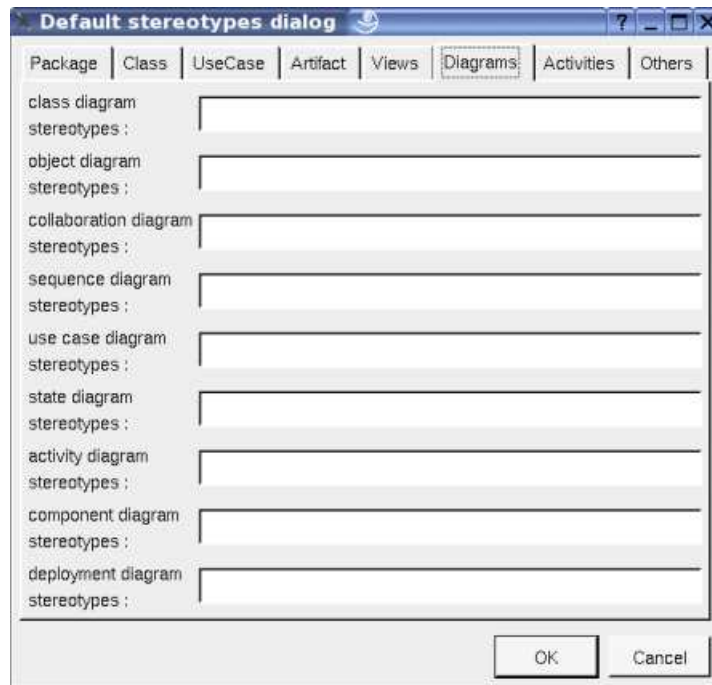 Default stereotypes dialog ? _ □ X
Package Class UseCase Artifact Views Diagrams Activities Others
class diagram
stereotypes :
object diagram
stereotypes :
collaboration diagram
stereotypes :
sequence diagram
stereotypes :
use case diagram
stereotypes :
state diagram
stereotypes :
activity diagram
stereotypes :
component diagram
stereotypes :
deployment diagram
stereotypes :
OK Cancel